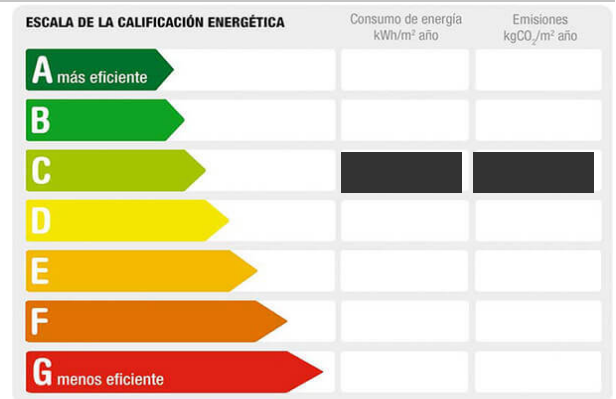 ESCALA DE LA CALIFICACIÓN ENERGÉTICA
Consumo de energía
kWh/m² año
Emisiones
kgCO₂/m² año
A más eficiente
B
C
D
E
F
G menos eficiente